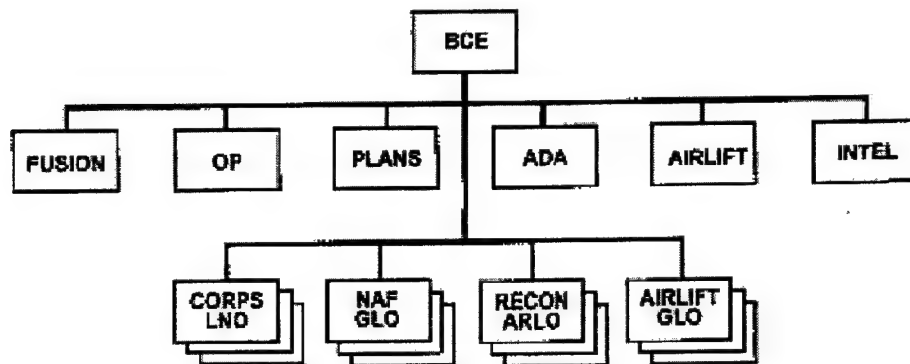 BCE
FUSION
OP
PLANS
ADA
AIRLIFT
INTEL
CORPS
LNO
NAF
GLO
RECON
ARLO
AIRLIFT
GLO